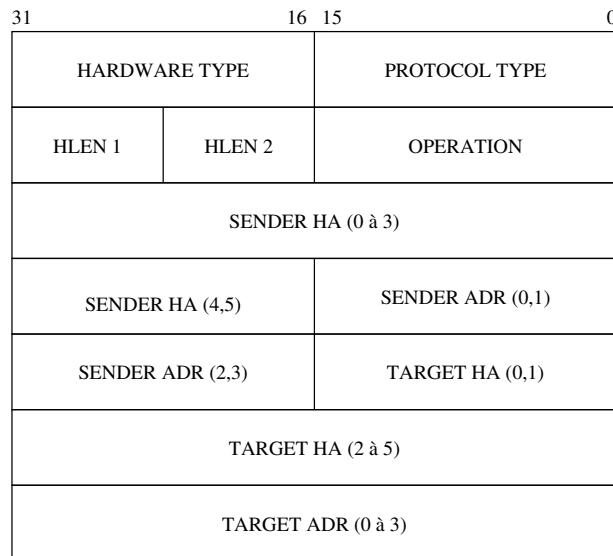 31 16 15 0
HARDWARE TYPE PROTOCOL TYPE
HLEN 1 HLEN 2 OPERATION
SENDER HA (0 à 3)
SENDER HA (4,5) SENDER ADR (0,1)
SENDER ADR (2,3) TARGET HA (0,1)
TARGET HA (2 à 5)
TARGET ADR (0 à 3)